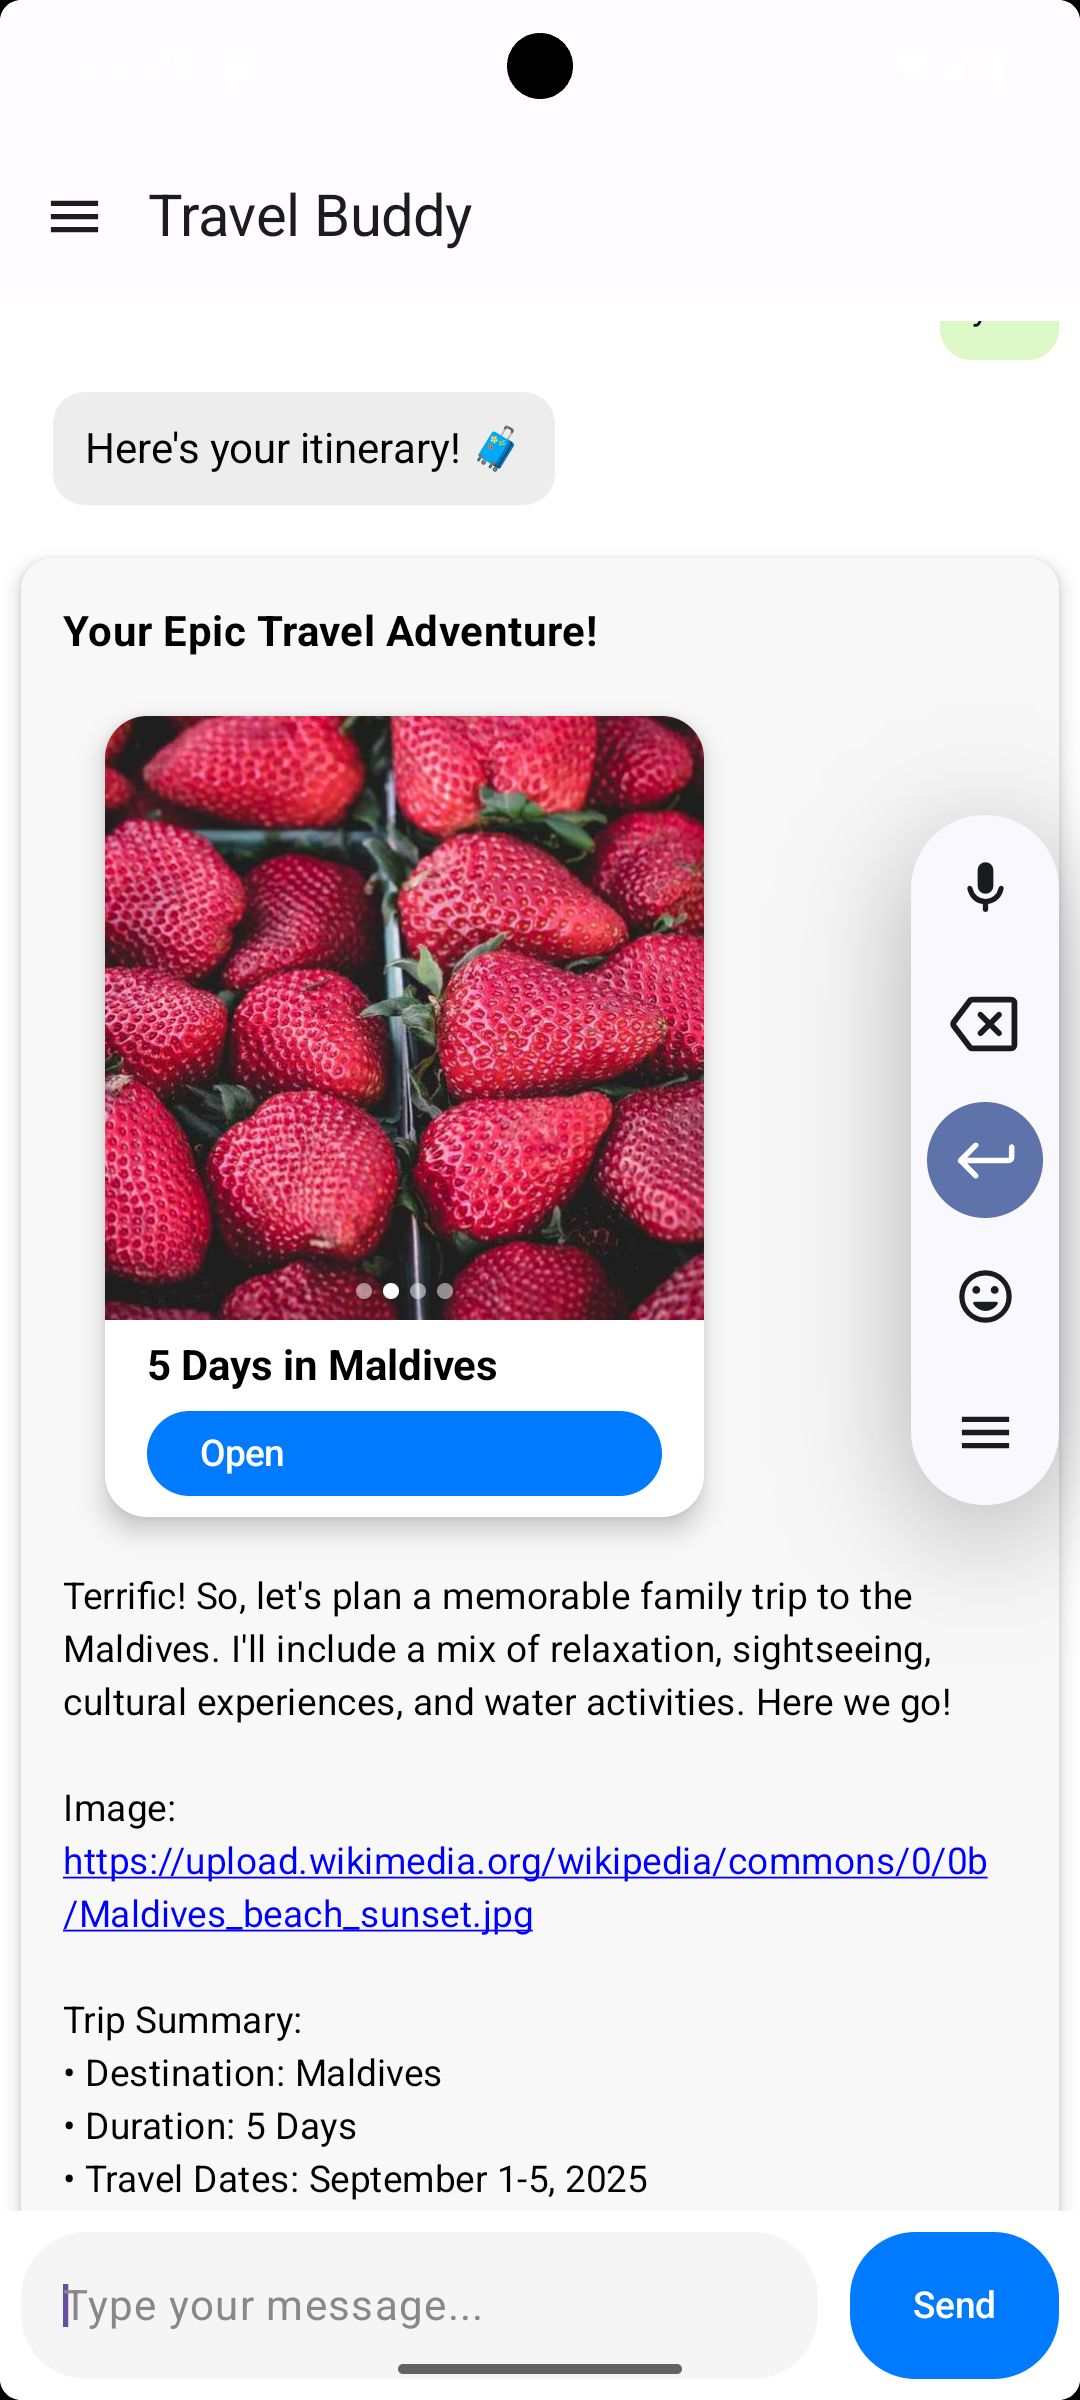 Travel Buddy
Here's your itinerary! 🧳
Your Epic Travel Adventure!
5 Days in Maldives
Open
Terrific! So, let's plan a memorable family trip to the
Maldives. I'll include a mix of relaxation, sightseeing,
cultural experiences, and water activities. Here we go!
Image:
https://upload.wikimedia.org/wikipedia/commons/0/0b
/Maldives_beach_sunset.jpg
Trip Summary:
• Destination: Maldives
• Duration: 5 Days
• Travel Dates: September 1-5, 2025
Type your message...
Send